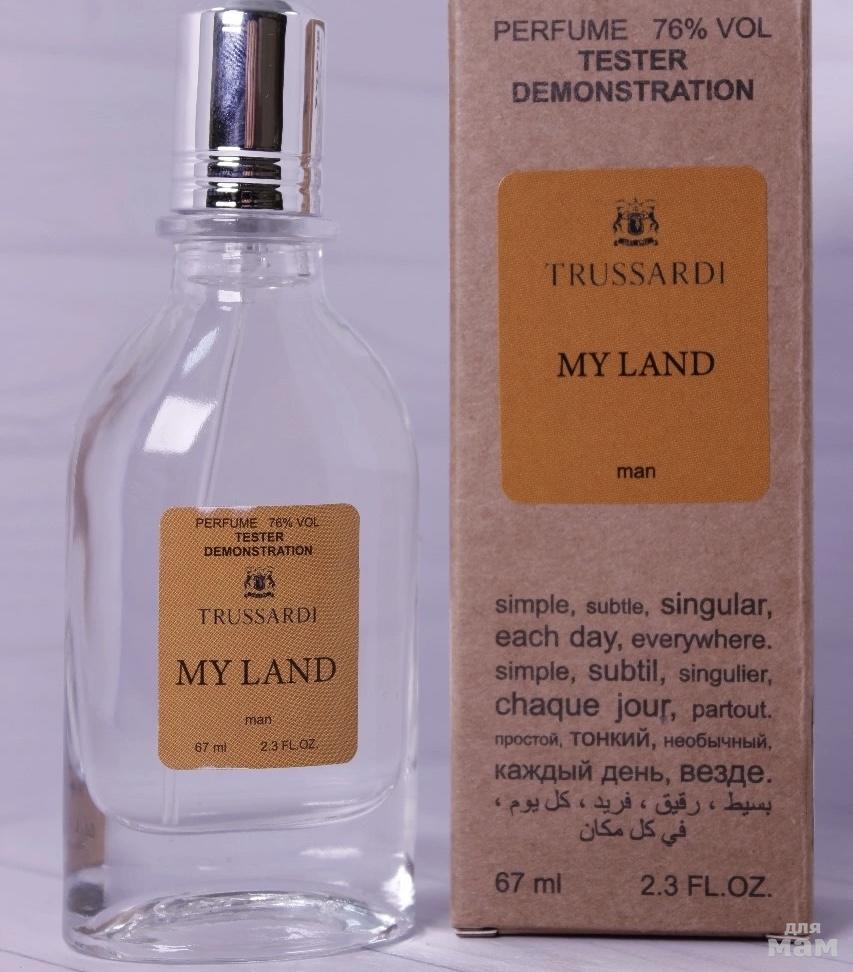 PERFUME 76% VOL
TESTER
DEMONSTRATION
TRUSSARDI
MY LAND
man
67 ml 2.3 FL.OZ.
PERFUME 76% VOL
TESTER
DEMONSTRATION
TRUSSARDI
MY LAND
man
simple, subtle, singular,
each day, everywhere.
simple, subtil, singulier,
chaque jour, partout.
простой, тонкий, необычный,
каждый день, везде.
بسيط ، رقيق ، فريد ، كل يوم ،
في كل مكان
67 ml 2.3 FL.OZ.
для
мам